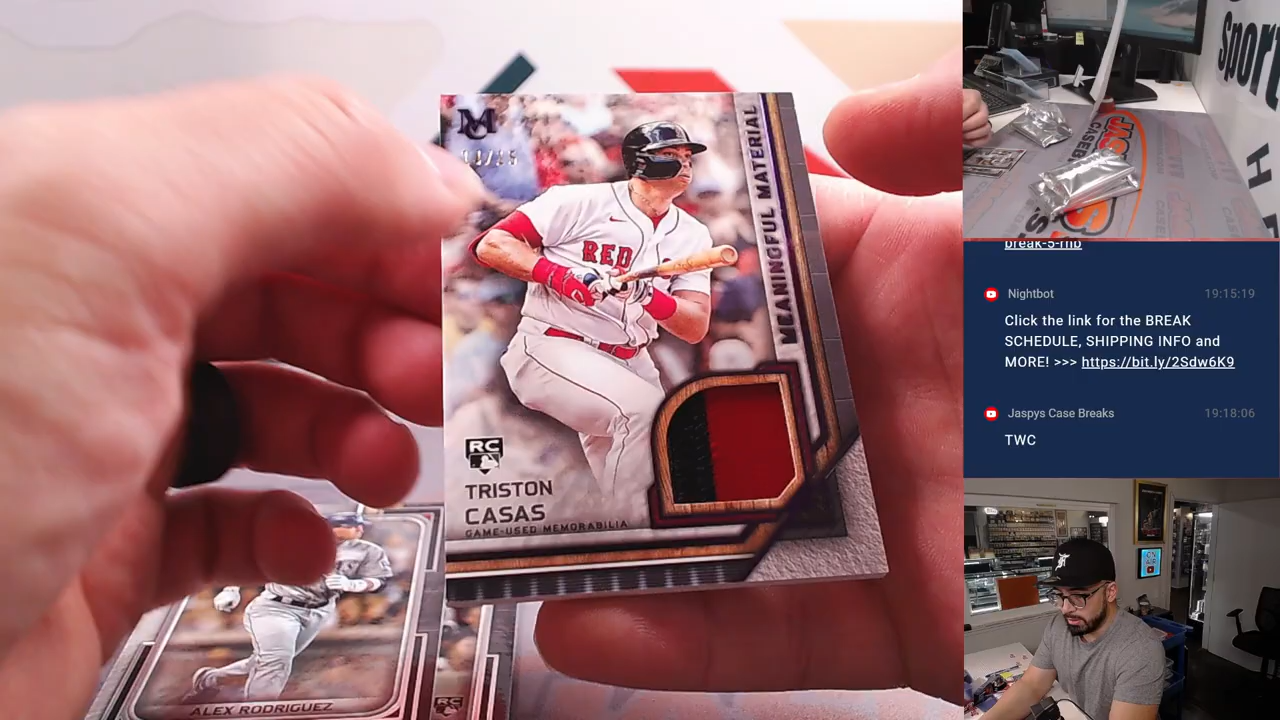 MEANINGFUL MATERIAL
RED
RC
TRISTON
CASAS
GAME-USED MEMORABILIA
ALEX RODRIGUEZ
RC
Sport
break-5-rnb
Nightbot
19:15:19
Click the link for the BREAK
SCHEDULE, SHIPPING INFO and
MORE! >>> https://bit.ly/2Sdw6K9
Jaspys Case Breaks
19:18:06
TWC